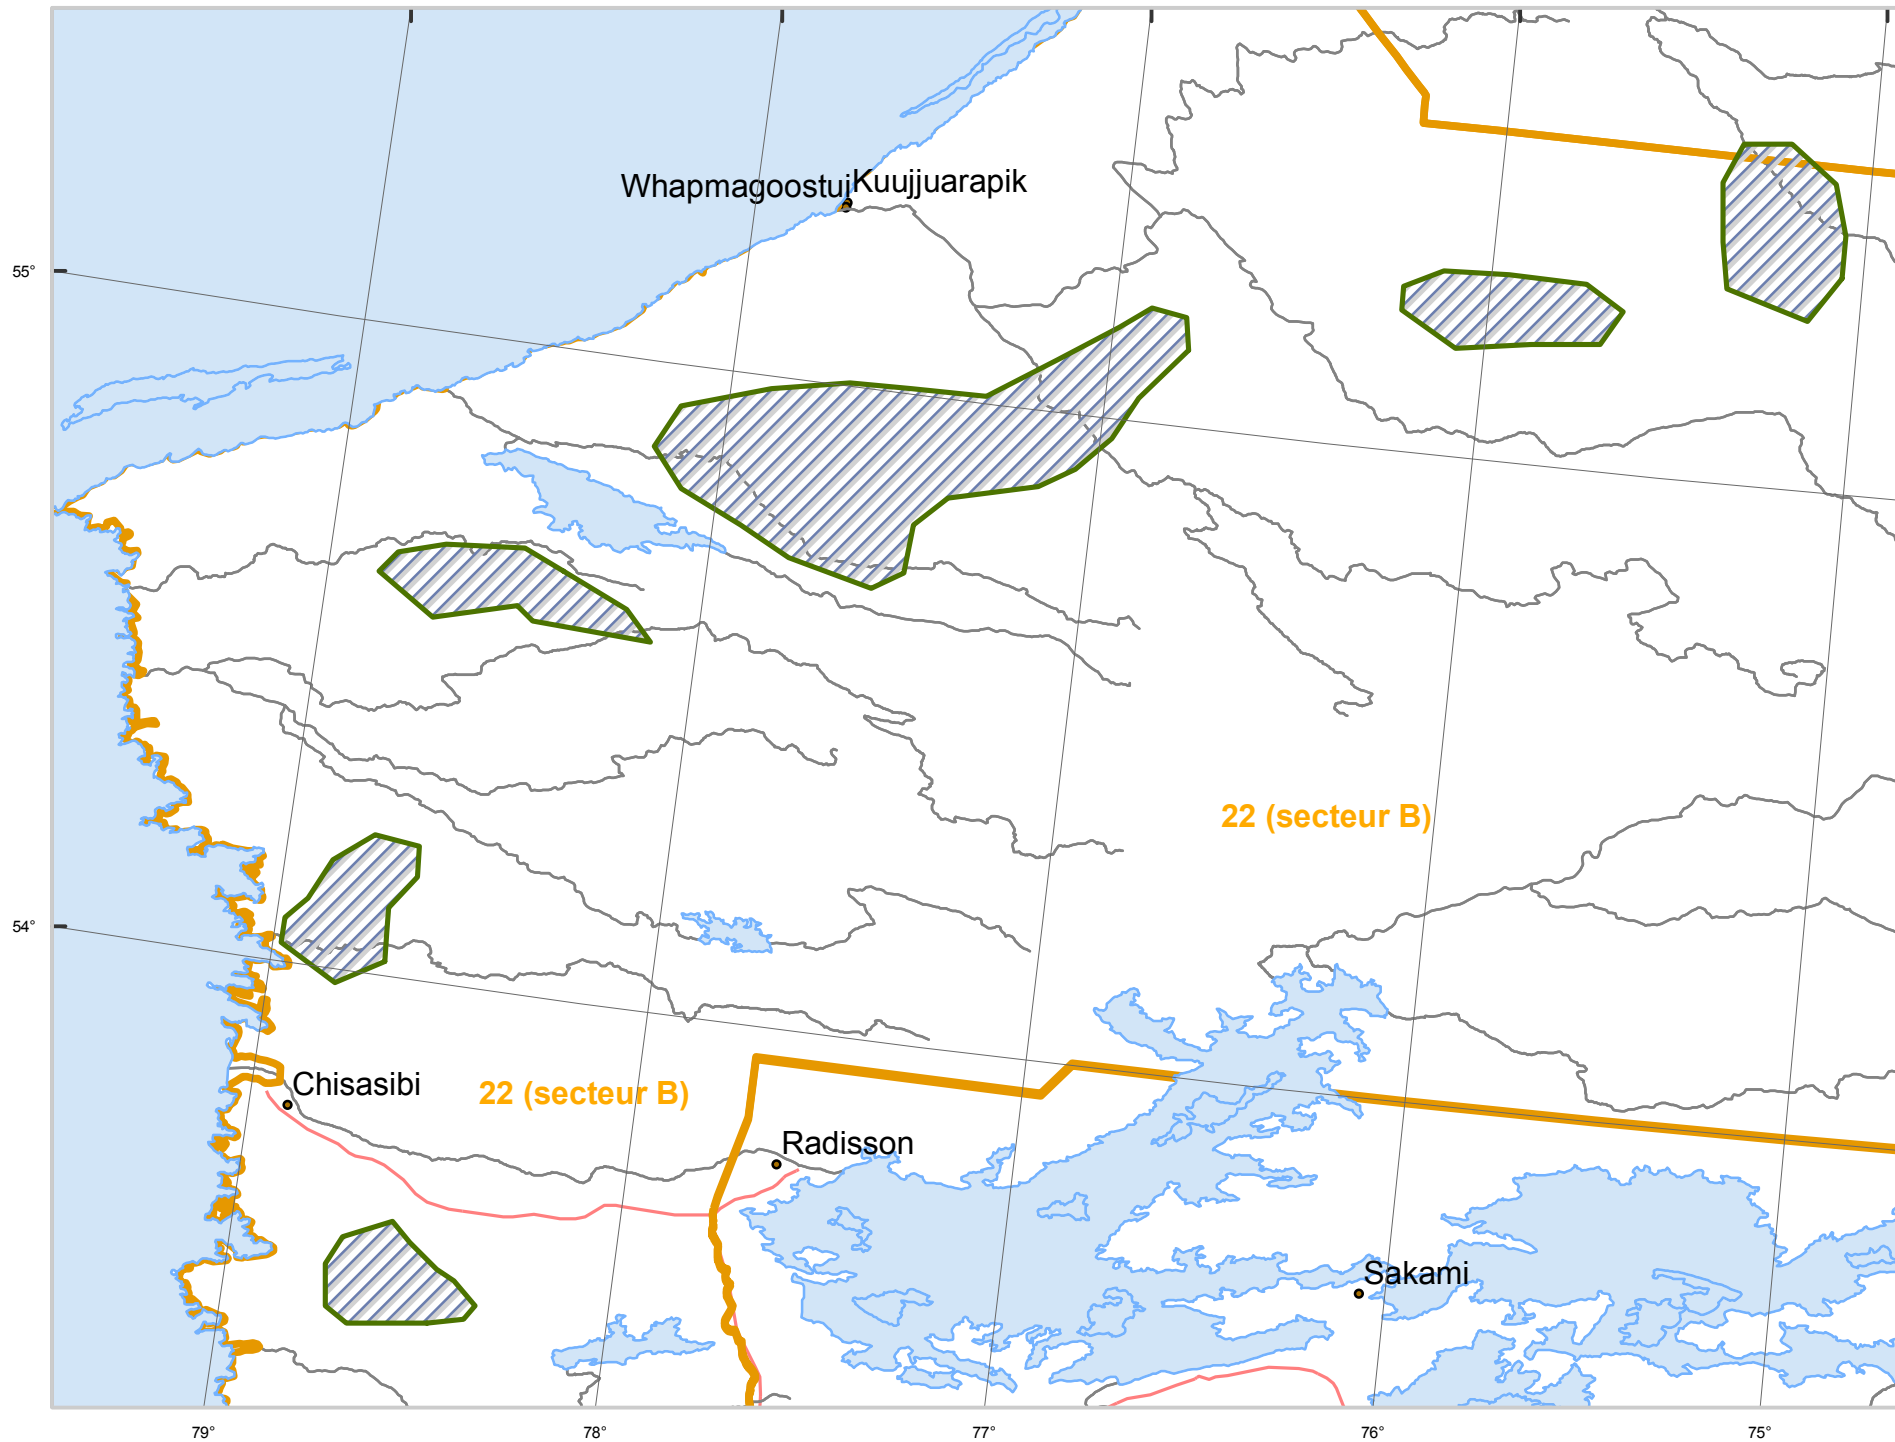 Whapmagoostui
Kuujjuarapik
55°
22 (secteur B)
54°
Chisasibi
22 (secteur B)
Radisson
Sakami
79°
78°
77°
76°
75°